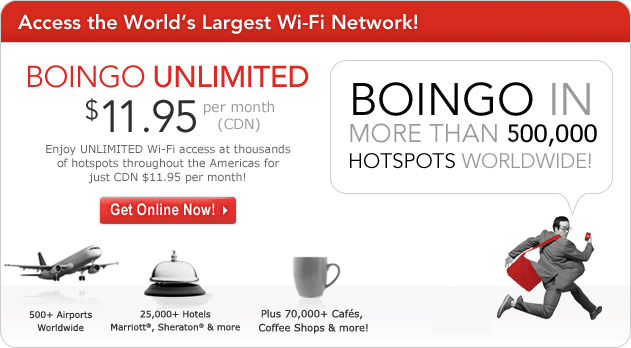 Access the World's Largest Wi-Fi Network!
BOINGO UNLIMITED
$11.95 per month
(CDN)
Enjoy UNLIMITED Wi-Fi access at thousands
of hotspots throughout the Americas for
just CDN $11.95 per month!
Get Online Now!
BOINGO IN
MORE THAN 500,000
HOTSPOTS WORLDWIDE!
500+ Airports
Worldwide
25,000+ Hotels
Marriott®, Sheraton® & more
Plus 70,000+ Cafés,
Coffee Shops & more!